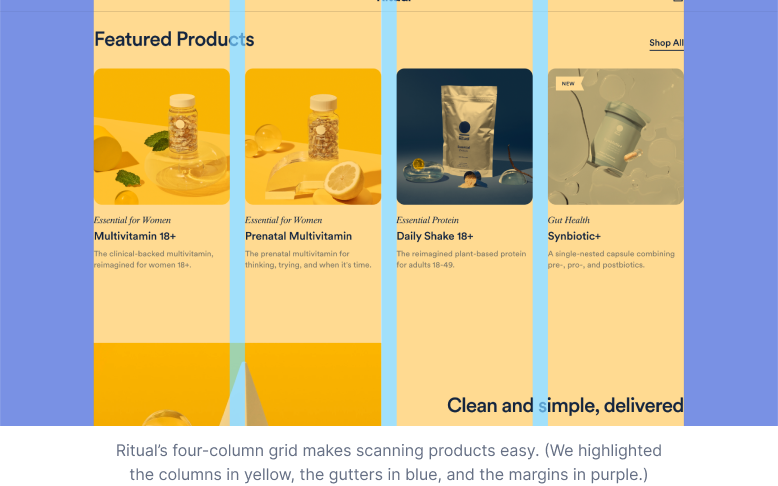 Featured Products
Shop All
NEW
Essential for Women
Multivitamin 18+
The clinical-backed multivitamin,
reimagined for women 18+.
Essential for Women
Prenatal Multivitamin
The prenatal multivitamin for
thinking, trying, and when it's time.
Essential Protein
Daily Shake 18+
The reimagined plant-based protein
for adults 18-49.
Gut Health
Synbiotic+
A single-nested capsule combining
pre-, pro-, and postbiotics.
Clean and simple, delivered
Ritual's four-column grid makes scanning products easy. (We highlighted
the columns in yellow, the gutters in blue, and the margins in purple.)